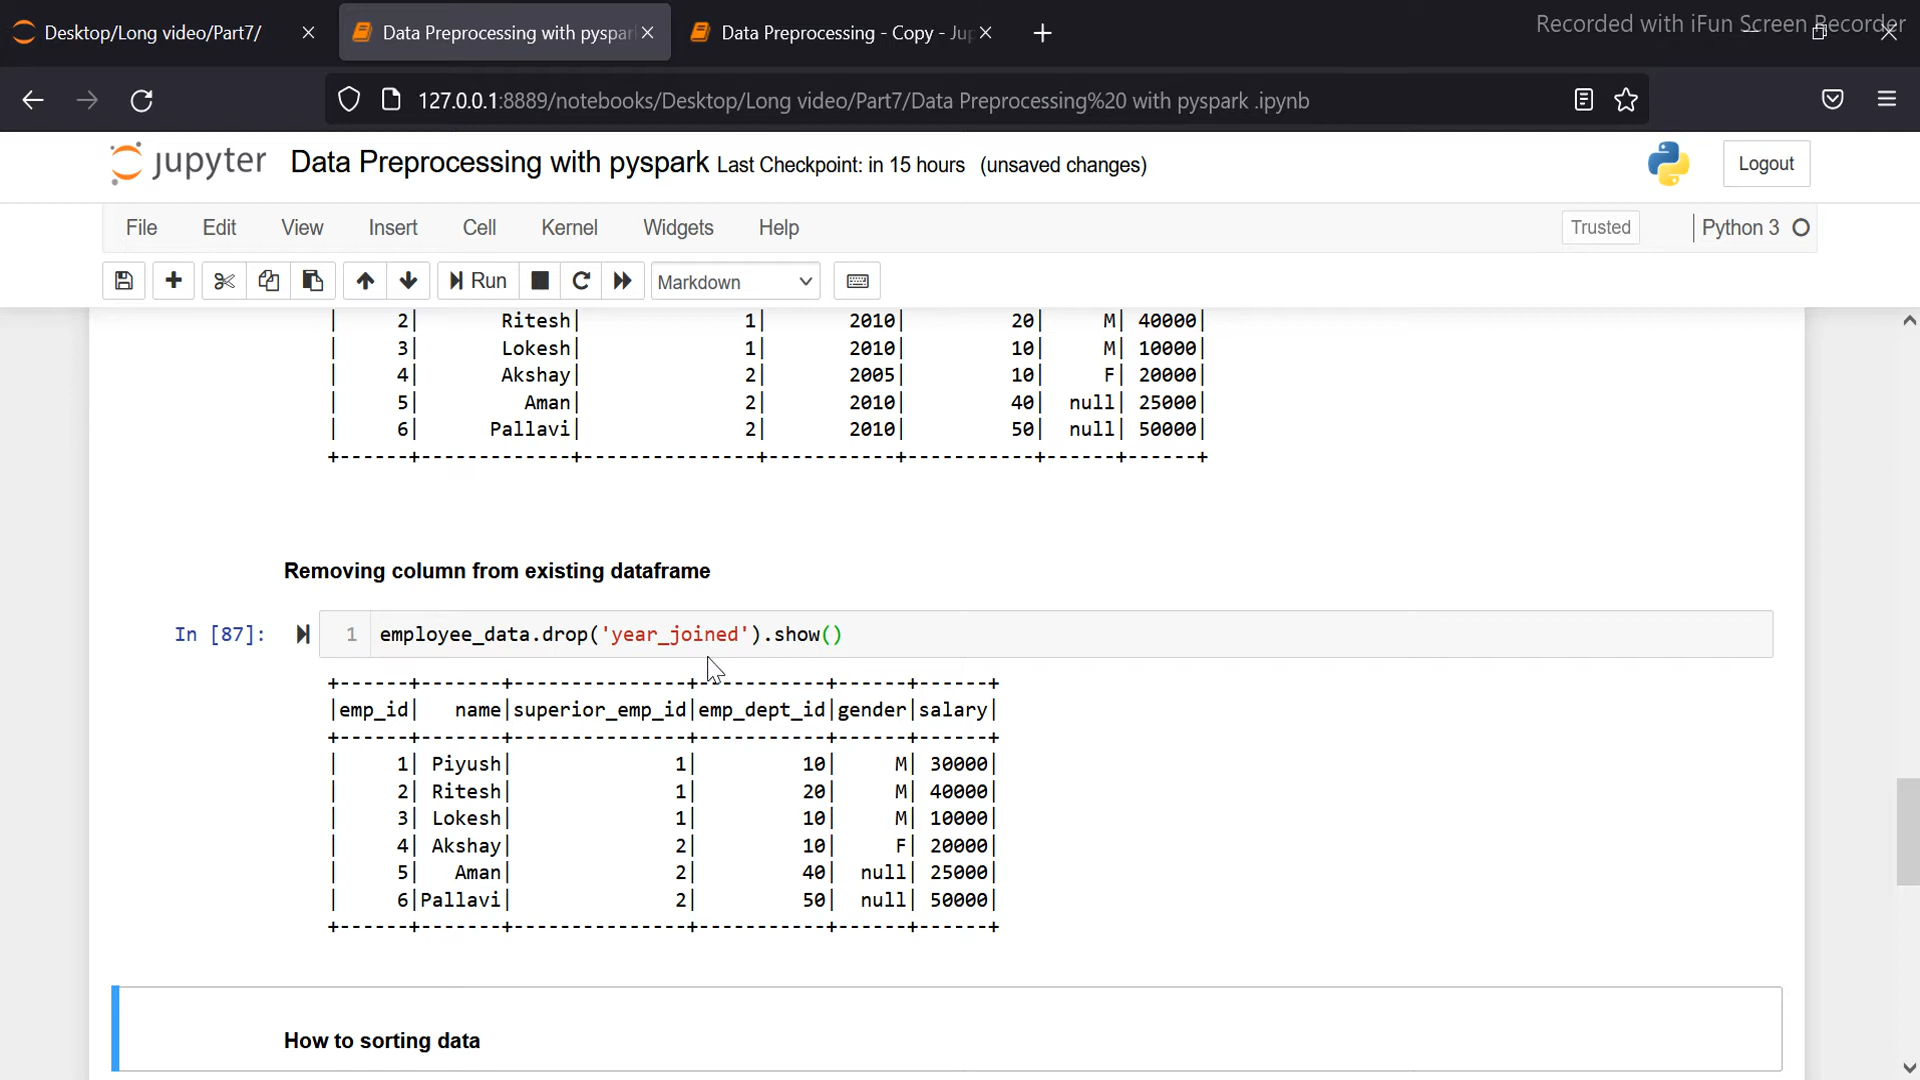 Recorded with iFun Screen Recorder
Desktop/Long video/Part7/
Data Preprocessing with pyspar
Data Preprocessing - Copy - Jup
127.0.0.1:8889/notebooks/Desktop/Long video/Part7/Data Preprocessing%20 with pyspark .ipynb
jupyter Data Preprocessing with pyspark Last Checkpoint: in 15 hours (unsaved changes) Logout
File Edit View Insert Cell Kernel Widgets Help Trusted | Python 3
Run Markdown
| 2| Ritesh| 1| 2010| 20| M| 40000|
| 3| Lokesh| 1| 2010| 10| M| 10000|
| 4| Akshay| 2| 2005| 10| F| 20000|
| 5| Aman| 2| 2010| 40| null| 25000|
| 6| Pallavi| 2| 2010| 50| null| 50000|
+------+-------------+---------------+-----------+-----------+------+------+
Removing column from existing dataframe
In [87]: 1 employee_data.drop('year_joined').show()
+------+-------+---------------+-----------+------+------+
|emp_id| name|superior_emp_id|emp_dept_id|gender|salary|
+------+-------+---------------+-----------+------+------+
| 1| Piyush| 1| 10| M| 30000|
| 2| Ritesh| 1| 20| M| 40000|
| 3| Lokesh| 1| 10| M| 10000|
| 4| Akshay| 2| 10| F| 20000|
| 5| Aman| 2| 40| null| 25000|
| 6|Pallavi| 2| 50| null| 50000|
+------+-------+---------------+-----------+------+------+
How to sorting data